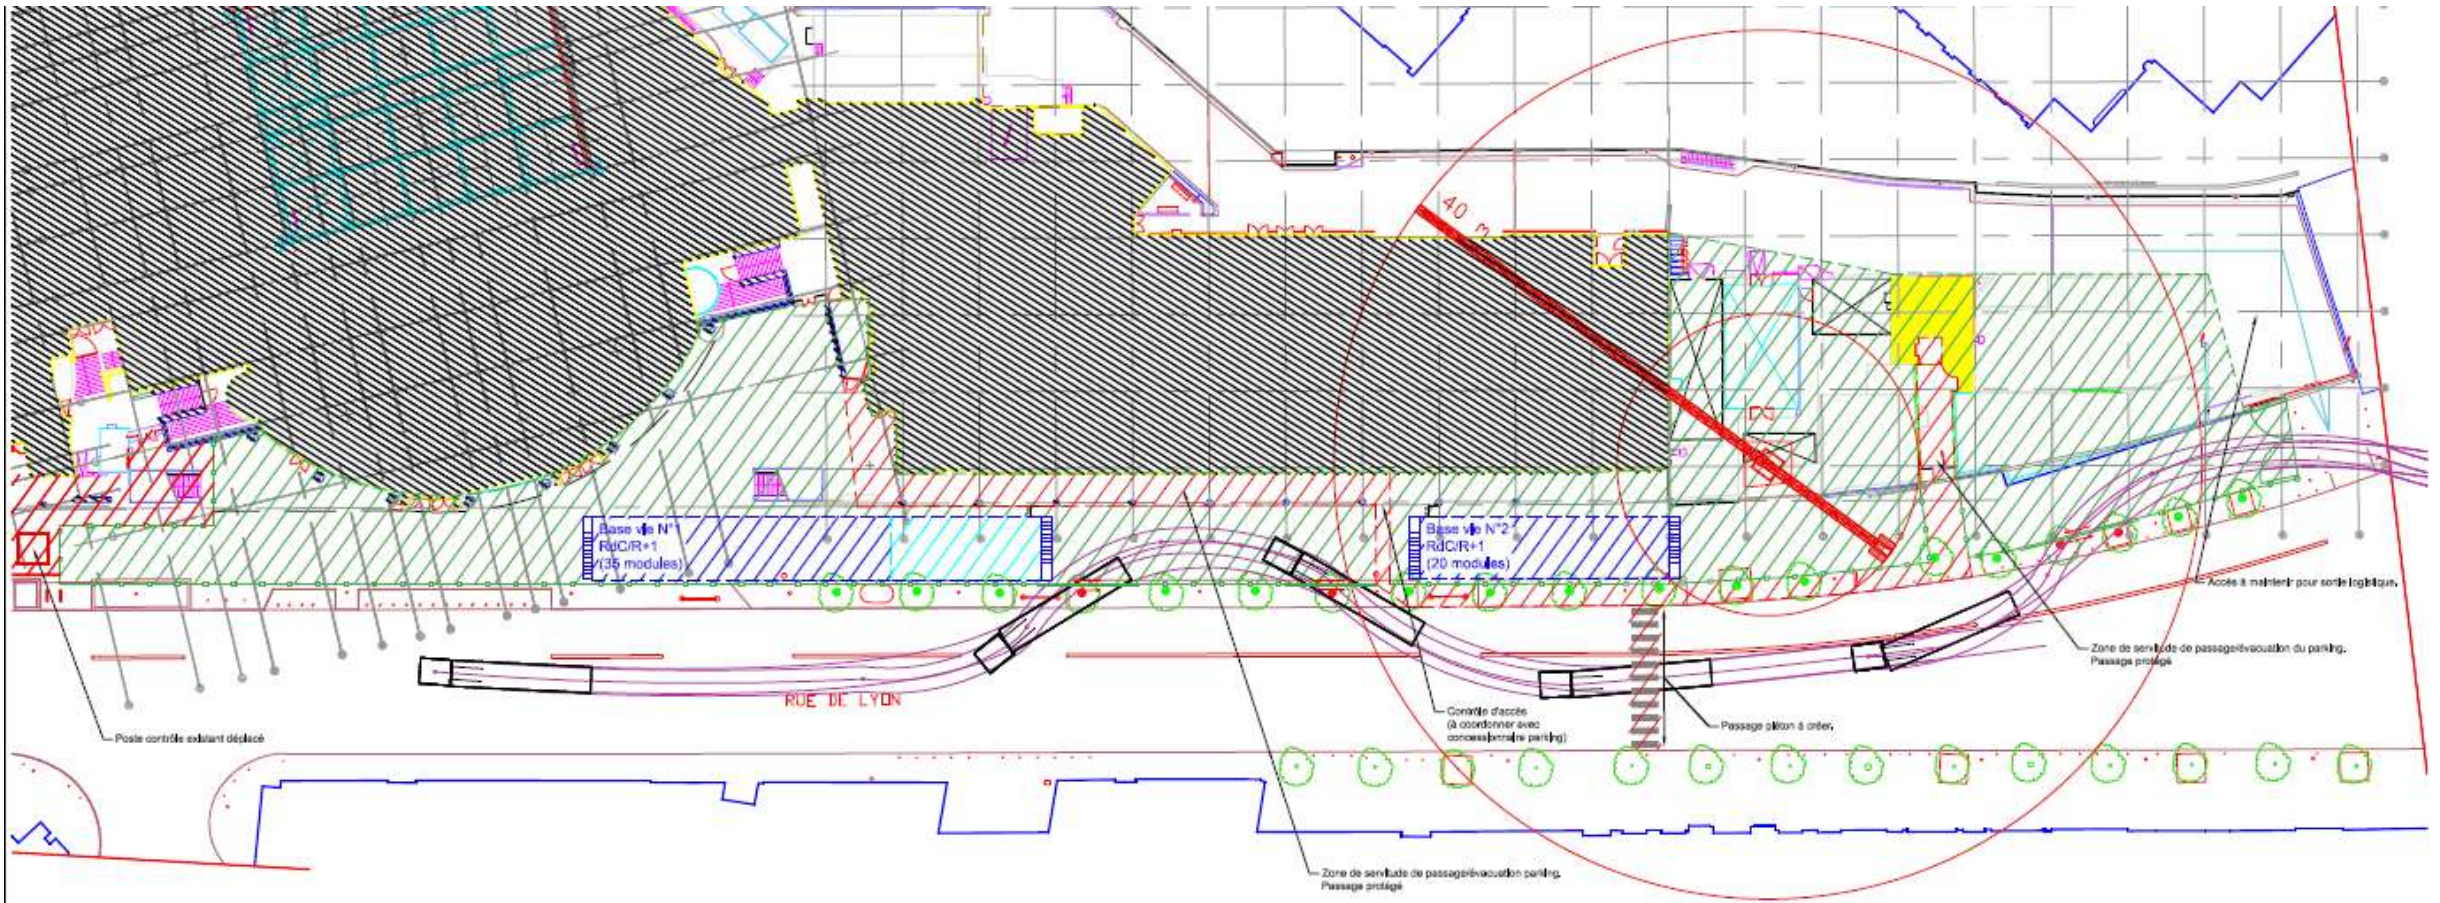 40 M
Base vie N°1
RdC/R+1
(35 modules)
Base vie N°2
RdC/R+1
(20 modules)
Accès à maintenir pour sortie logistique.
Zone de servitude de passage/évacuation du parking.
Passage protégé
RUE DE LYON
Contrôle d'accès
(à coordonner avec
concessionnaire parking)
Passage piéton à créer.
Poste contrôle existant déplacé
Zone de servitude de passage/évacuation parking.
Passage protégé